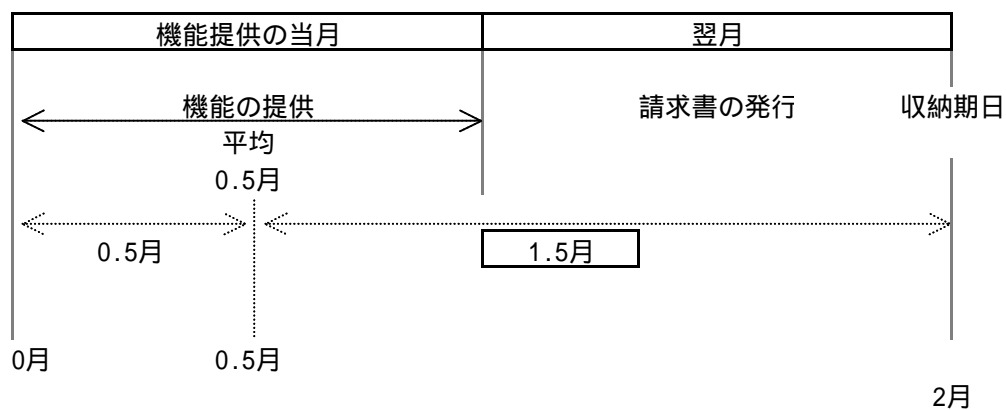 機能提供の当月 翌月
機能の提供 請求書の発行 収納期日
平均
0.5月
0.5月 1.5月
0月 0.5月
2月